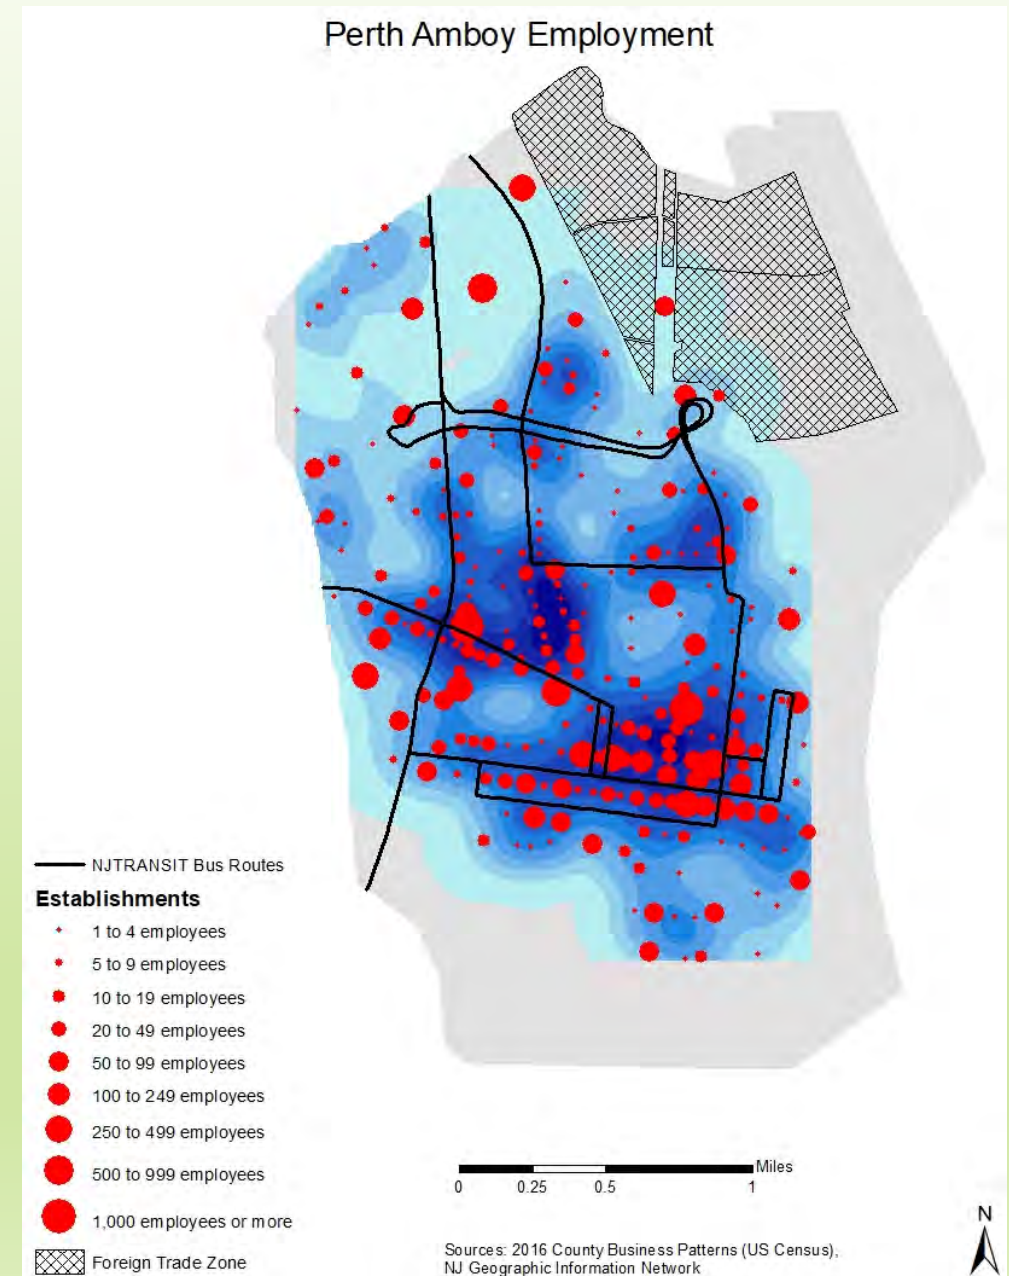 Perth Amboy Employment
NJTRANSIT Bus Routes
Establishments
1 to 4 employees
5 to 9 employees
10 to 19 employees
20 to 49 employees
50 to 99 employees
100 to 249 employees
250 to 499 employees
500 to 999 employees
1,000 employees or more
Foreign Trade Zone
Miles
0 0.25 0.5 1
Sources: 2016 County Business Patterns (US Census),
NJ Geographic Information Network
N